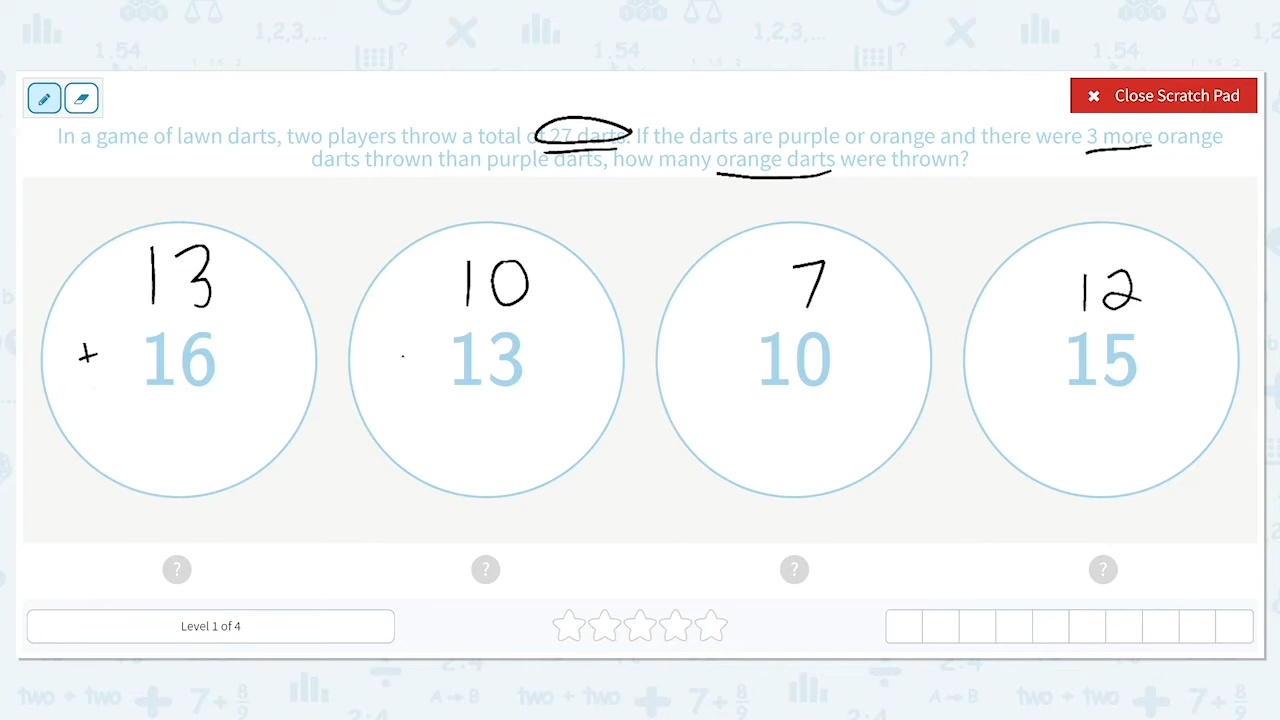 Close Scratch Pad
In a game of lawn darts, two players throw a total of 27 darts. If the darts are purple or orange and there were 3 more orange
darts thrown than purple darts, how many orange darts were thrown?
13 10 7 12
+ 16 13 10 15
? ? ? ?
Level 1 of 4